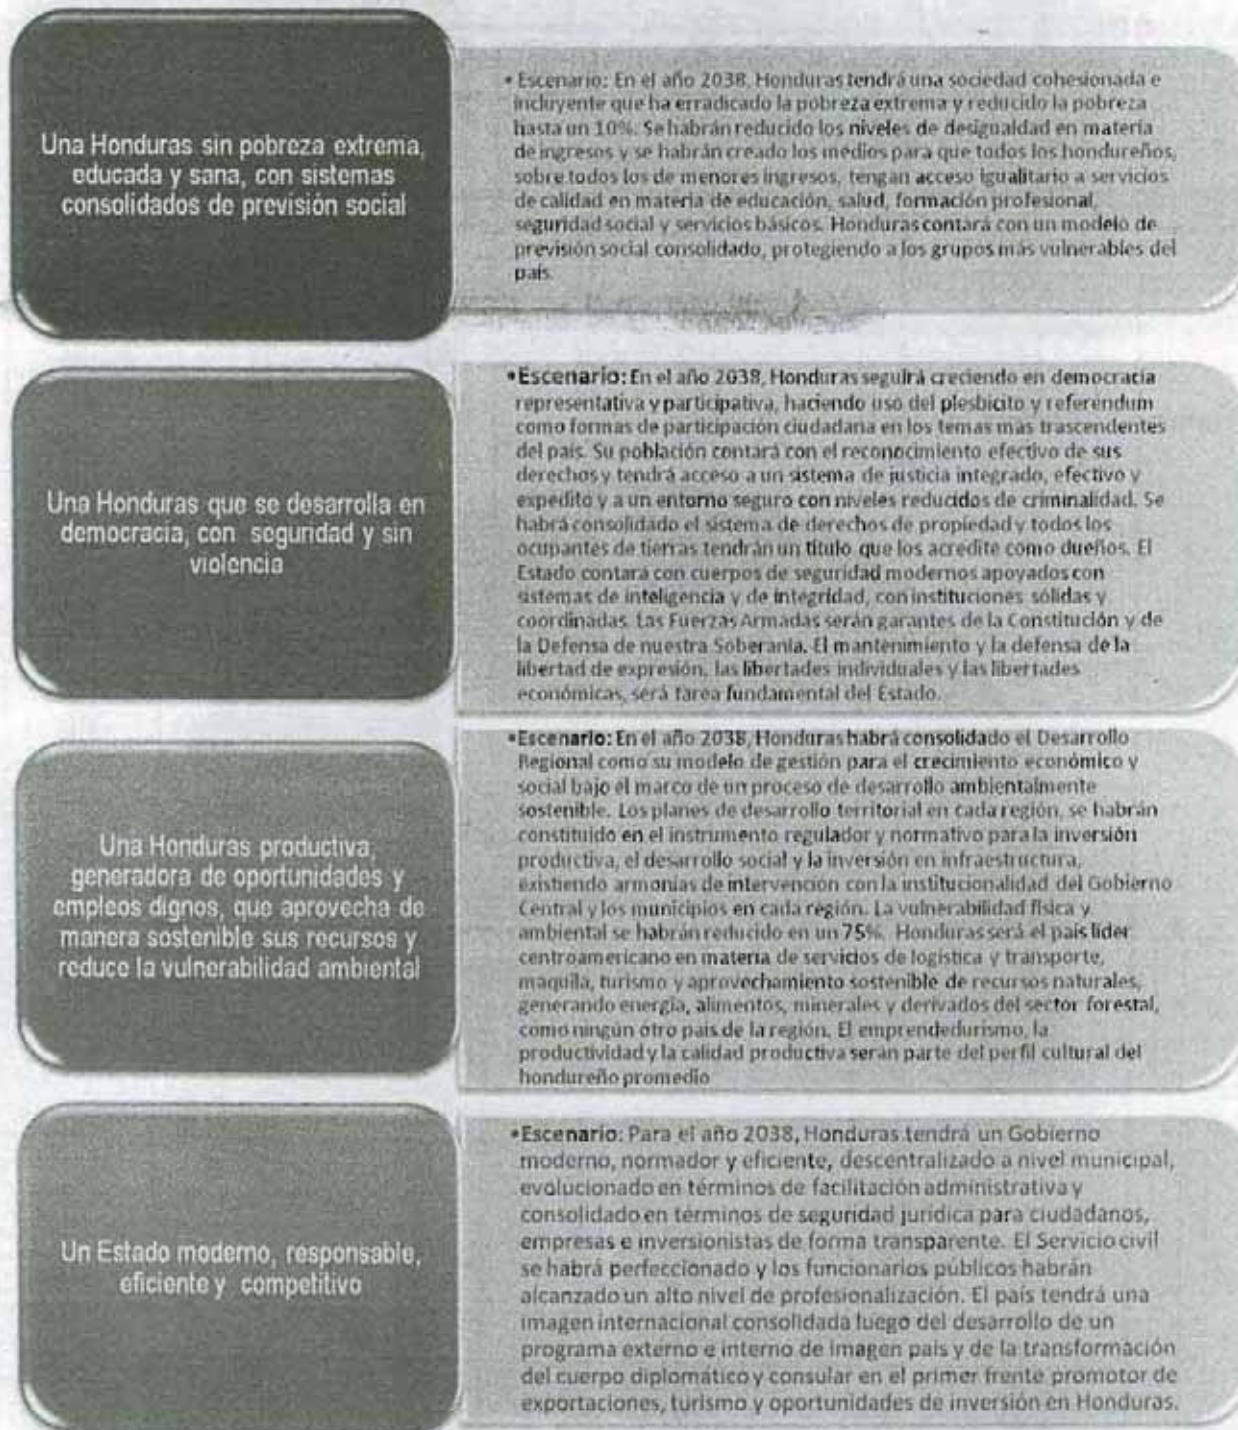 Una Honduras sin pobreza extrema,
educada y sana, con sistemas
consolidados de previsión social
• Escenario: En el año 2038, Honduras tendrá una sociedad cohesionada e
incluyente que ha erradicado la pobreza extrema y reducido la pobreza
hasta un 10%. Se habrán reducido los niveles de desigualdad en materia
de ingresos y se habrán creado los medios para que todos los hondureños,
sobre todos los de menores ingresos, tengan acceso igualitario a servicios
de calidad en materia de educación, salud, formación profesional,
seguridad social y servicios básicos. Honduras contará con un modelo de
previsión social consolidado, protegiendo a los grupos más vulnerables del
país.
Una Honduras que se desarrolla en
democracia, con seguridad y sin
violencia
•Escenario: En el año 2038, Honduras seguirá creciendo en democracia
representativa y participativa, haciendo uso del plesbicito y referéndum
como formas de participación ciudadana en los temas más trascendentes
del país. Su población contará con el reconocimiento efectivo de sus
derechos y tendrá acceso a un sistema de justicia integrado, efectivo y
expedito y a un entorno seguro con niveles reducidos de criminalidad. Se
habrá consolidado el sistema de derechos de propiedad y todos los
ocupantes de tierras tendrán un título que los acredite como dueños. El
Estado contará con cuerpos de seguridad modernos apoyados con
sistemas de inteligencia y de integridad, con instituciones sólidas y
coordinadas. Las Fuerzas Armadas serán garantes de la Constitución y de
la Defensa de nuestra Soberanía. El mantenimiento y la defensa de la
libertad de expresión, las libertades individuales y las libertades
económicas, será tarea fundamental del Estado.
Una Honduras productiva,
generadora de oportunidades y
empleos dignos, que aprovecha de
manera sostenible sus recursos y
reduce la vulnerabilidad ambiental
•Escenario: En el año 2038, Honduras habrá consolidado el Desarrollo
Regional como su modelo de gestión para el crecimiento económico y
social bajo el marco de un proceso de desarrollo ambientalmente
sostenible. Los planes de desarrollo territorial en cada región, se habrán
constituido en el instrumento regulador y normativo para la inversión
productiva, el desarrollo social y la inversión en infraestructura,
existiendo armonías de intervención con la institucionalidad del Gobierno
Central y los municipios en cada región. La vulnerabilidad física y
ambiental se habrán reducido en un 75%. Honduras será el país líder
centroamericano en materia de servicios de logística y transporte,
maquila, turismo y aprovechamiento sostenible de recursos naturales,
generando energía, alimentos, minerales y derivados del sector forestal,
como ningún otro país de la región. El emprendedurismo, la
productividad y la calidad productiva serán parte del perfil cultural del
hondureño promedio
Un Estado moderno, responsable,
eficiente y competitivo
•Escenario: Para el año 2038, Honduras tendrá un Gobierno
moderno, normador y eficiente, descentralizado a nivel municipal,
evolucionado en términos de facilitación administrativa y
consolidado en términos de seguridad jurídica para ciudadanos,
empresas e inversionistas de forma transparente. El Servicio civil
se habrá perfeccionado y los funcionarios públicos habrán
alcanzado un alto nivel de profesionalización. El país tendrá una
imagen internacional consolidada luego del desarrollo de un
programa externo e interno de imagen país y de la transformación
del cuerpo diplomático y consular en el primer frente promotor de
exportaciones, turismo y oportunidades de inversión en Honduras.